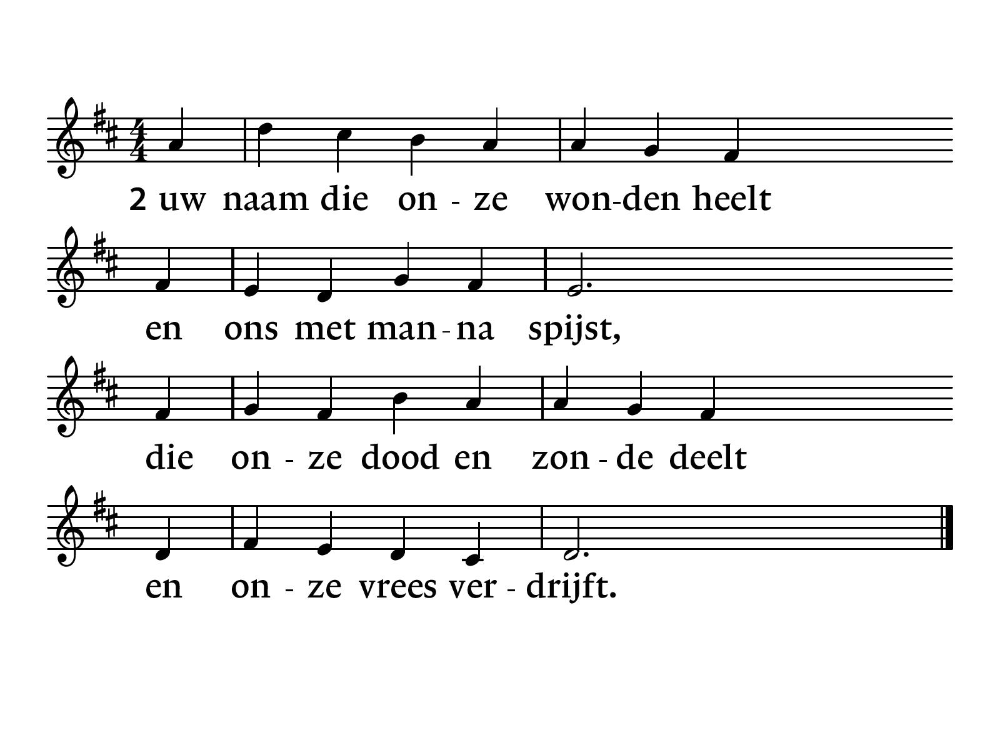 2 uw naam die on - ze won-den heelt
en ons met man - na spijst,
die on - ze dood en zon - de deelt
en on - ze vrees ver - drijft.